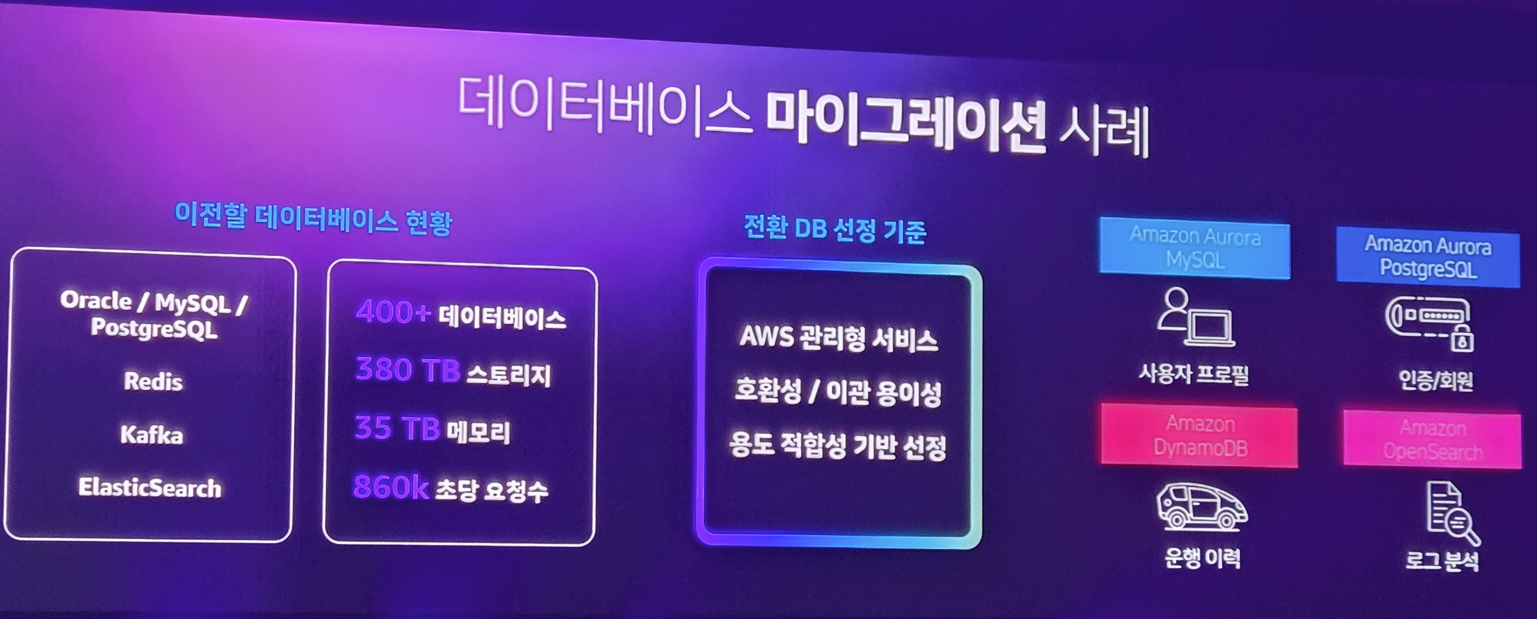 데이터베이스 마이그레이션 사례
이전할 데이터베이스 현황
Oracle / MySQL /
PostgreSQL
Redis
Kafka
ElasticSearch
400+ 데이터베이스
380 TB 스토리지
35 TB 메모리
860k 초당 요청수
전환 DB 선정 기준
AWS 관리형 서비스
호환성 / 이관 용이성
용도 적합성 기반 선정
Amazon Aurora
MySQL
사용자 프로필
Amazon Aurora
PostgreSQL
인증/회원
Amazon
DynamoDB
운행 이력
Amazon
OpenSearch
로그 분석